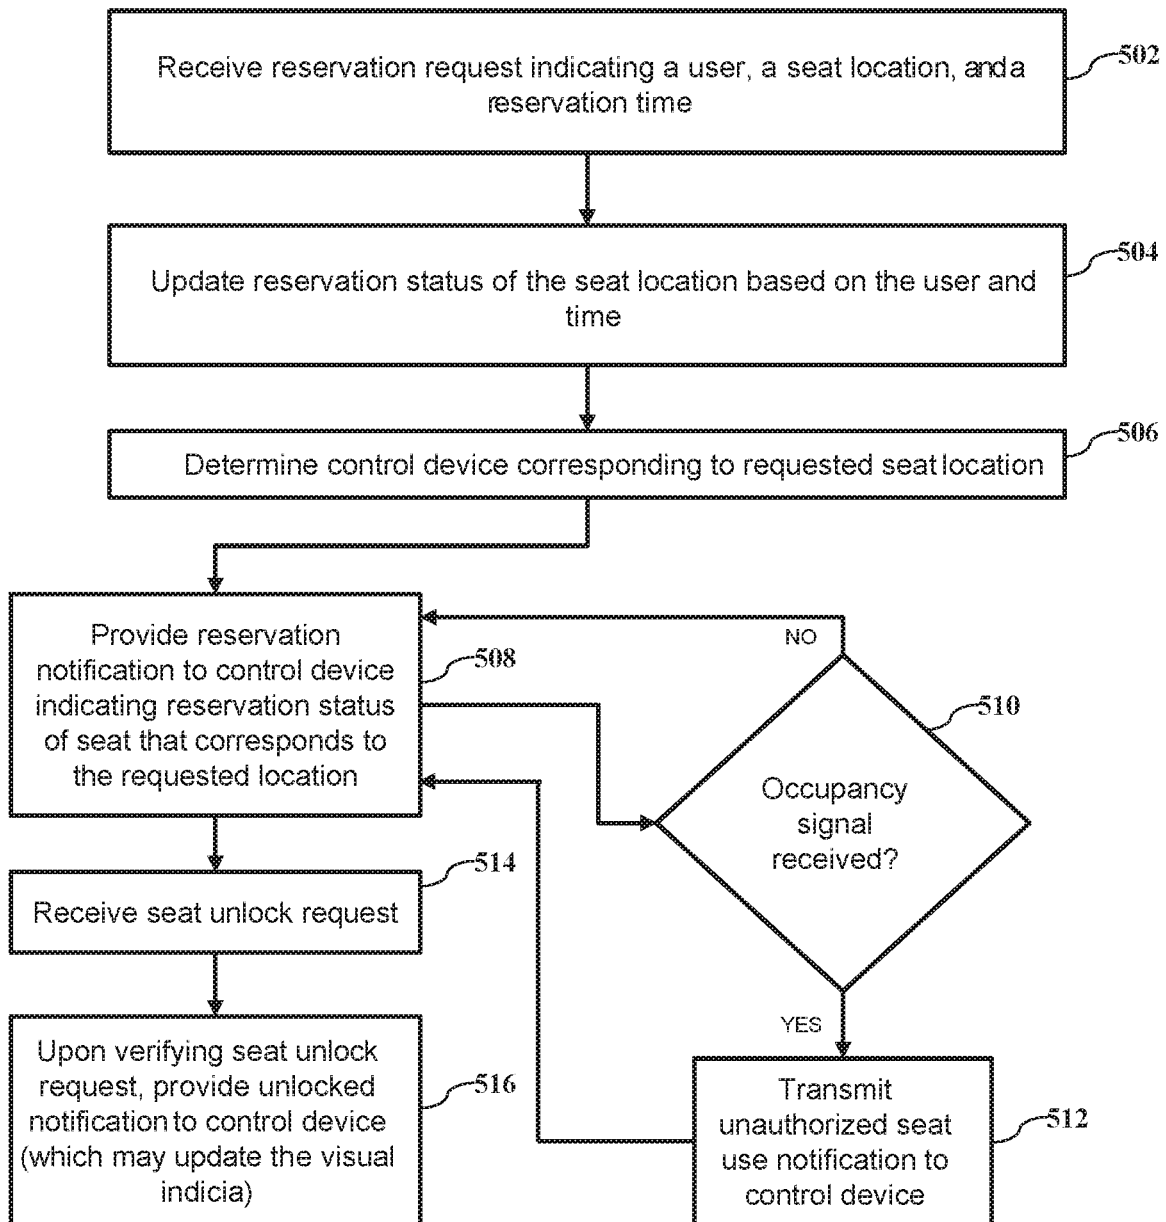 Receive reservation request indicating a user, a seat location, and a
reservation time
502
Update reservation status of the seat location based on the user and
time
504
Determine control device corresponding to requested seat location
506
Provide reservation
notification to control device
indicating reservation status
of seat that corresponds to
the requested location
508
NO
510
Occupancy
signal
received?
YES
Receive seat unlock request
514
Upon verifying seat unlock
request, provide unlocked
notification to control device
(which may update the visual
indicia)
516
Transmit
unauthorized seat
use notification to
control device
512